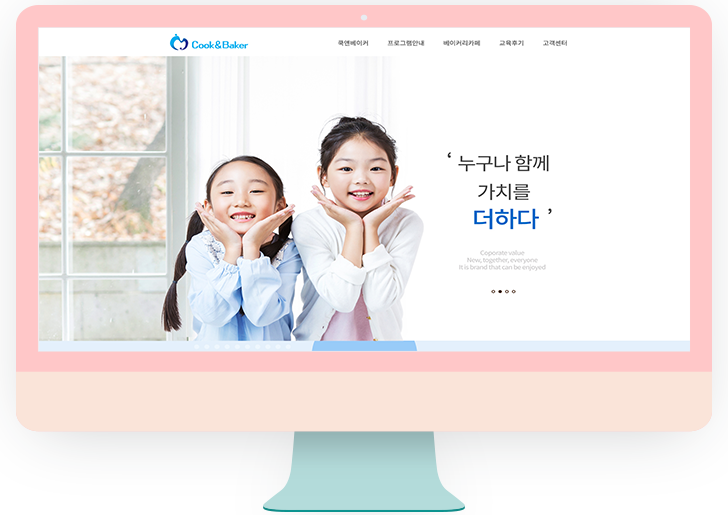 Cook&Baker
쿡앤베이커 프로그램안내 베이커리카페 교육후기 고객센터
‘ 누구나 함께
가치를
더하다 ’
Coporate value
New, together, everyone
It is brand that can be enjoyed